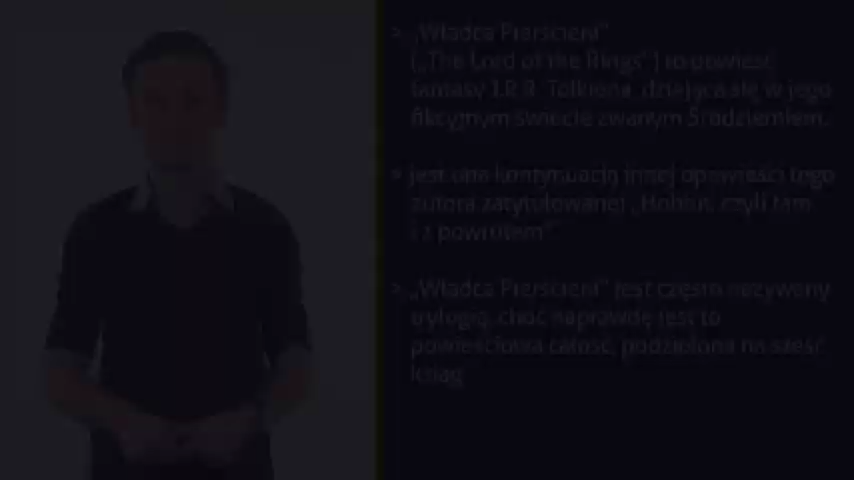 > „Władca Pierścieni”
(„The Lord of the Rings”) to powieść
fantasy J.R.R. Tolkiena, dziejąca się w jego
fikcyjnym świecie zwanym Śródziemiem.
> Jest ona kontynuacją innej opowieści tego
autora zatytułowanej „Hobbit, czyli tam
i z powrotem”
> „Władca Pierścieni” jest często nazywany
trylogią, choć naprawdę jest to
powieściowa całość, podzielona na sześć
ksiąg